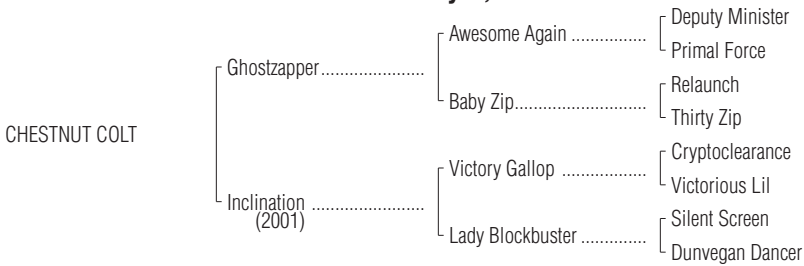 Deputy Minister
Awesome Again ................
Primal Force
Ghostzapper......................
Relaunch
Baby Zip............................
Thirty Zip
CHESTNUT COLT
Cryptoclearance
Victory Gallop ..................
Victorious Lil
Inclination ........................
(2001)
Silent Screen
Lady Blockbuster ..............
Dunvegan Dancer